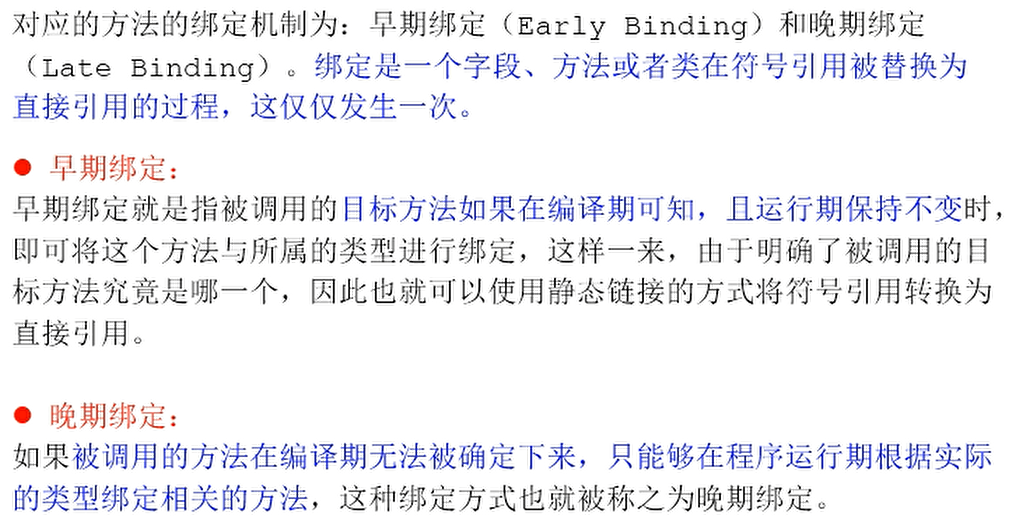 对应的方法的绑定机制为：早期绑定（Early Binding）和晚期绑定
（Late Binding）。绑定是一个字段、方法或者类在符号引用被替换为
直接引用的过程，这仅仅发生一次。
● 早期绑定：
早期绑定就是指被调用的目标方法如果在编译期可知，且运行期保持不变时，
即可将这个方法与所属的类型进行绑定，这样一来，由于明确了被调用的目
标方法究竟是哪一个，因此也就可以使用静态链接的方式将符号引用转换为
直接引用。
● 晚期绑定：
如果被调用的方法在编译期无法被确定下来，只能够在程序运行期根据实际
的类型绑定相关的方法，这种绑定方式也就被称之为晚期绑定。